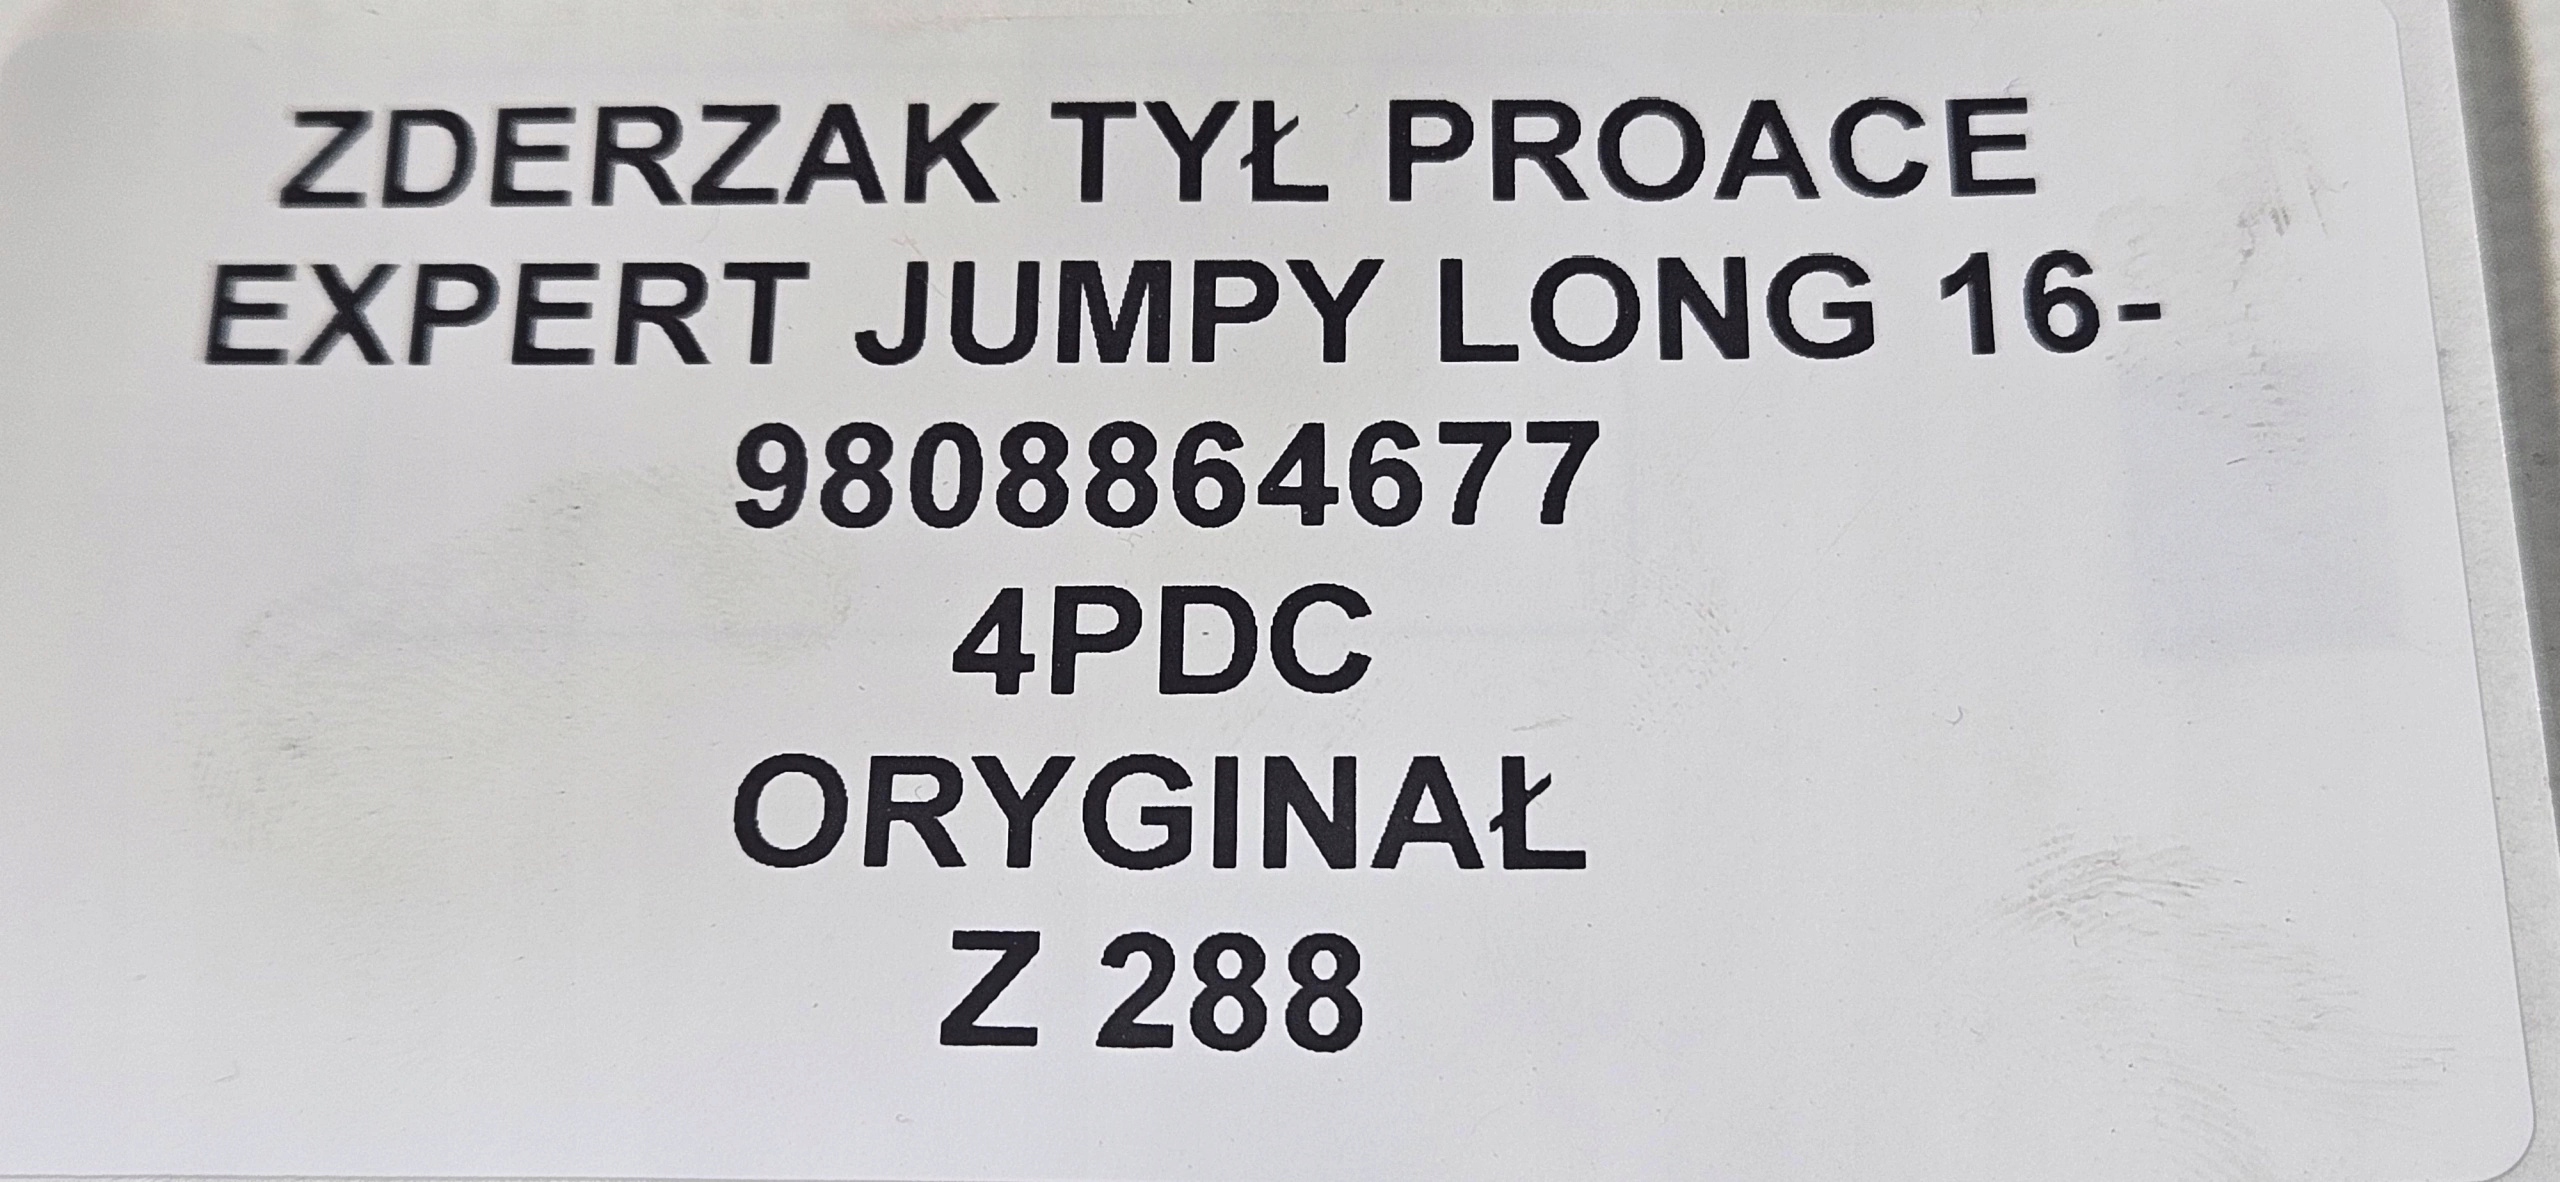 ZDERZAK TYŁ PROACE
EXPERT JUMPY LONG 16-
9808864677
4PDC
ORYGINAŁ
Z 288